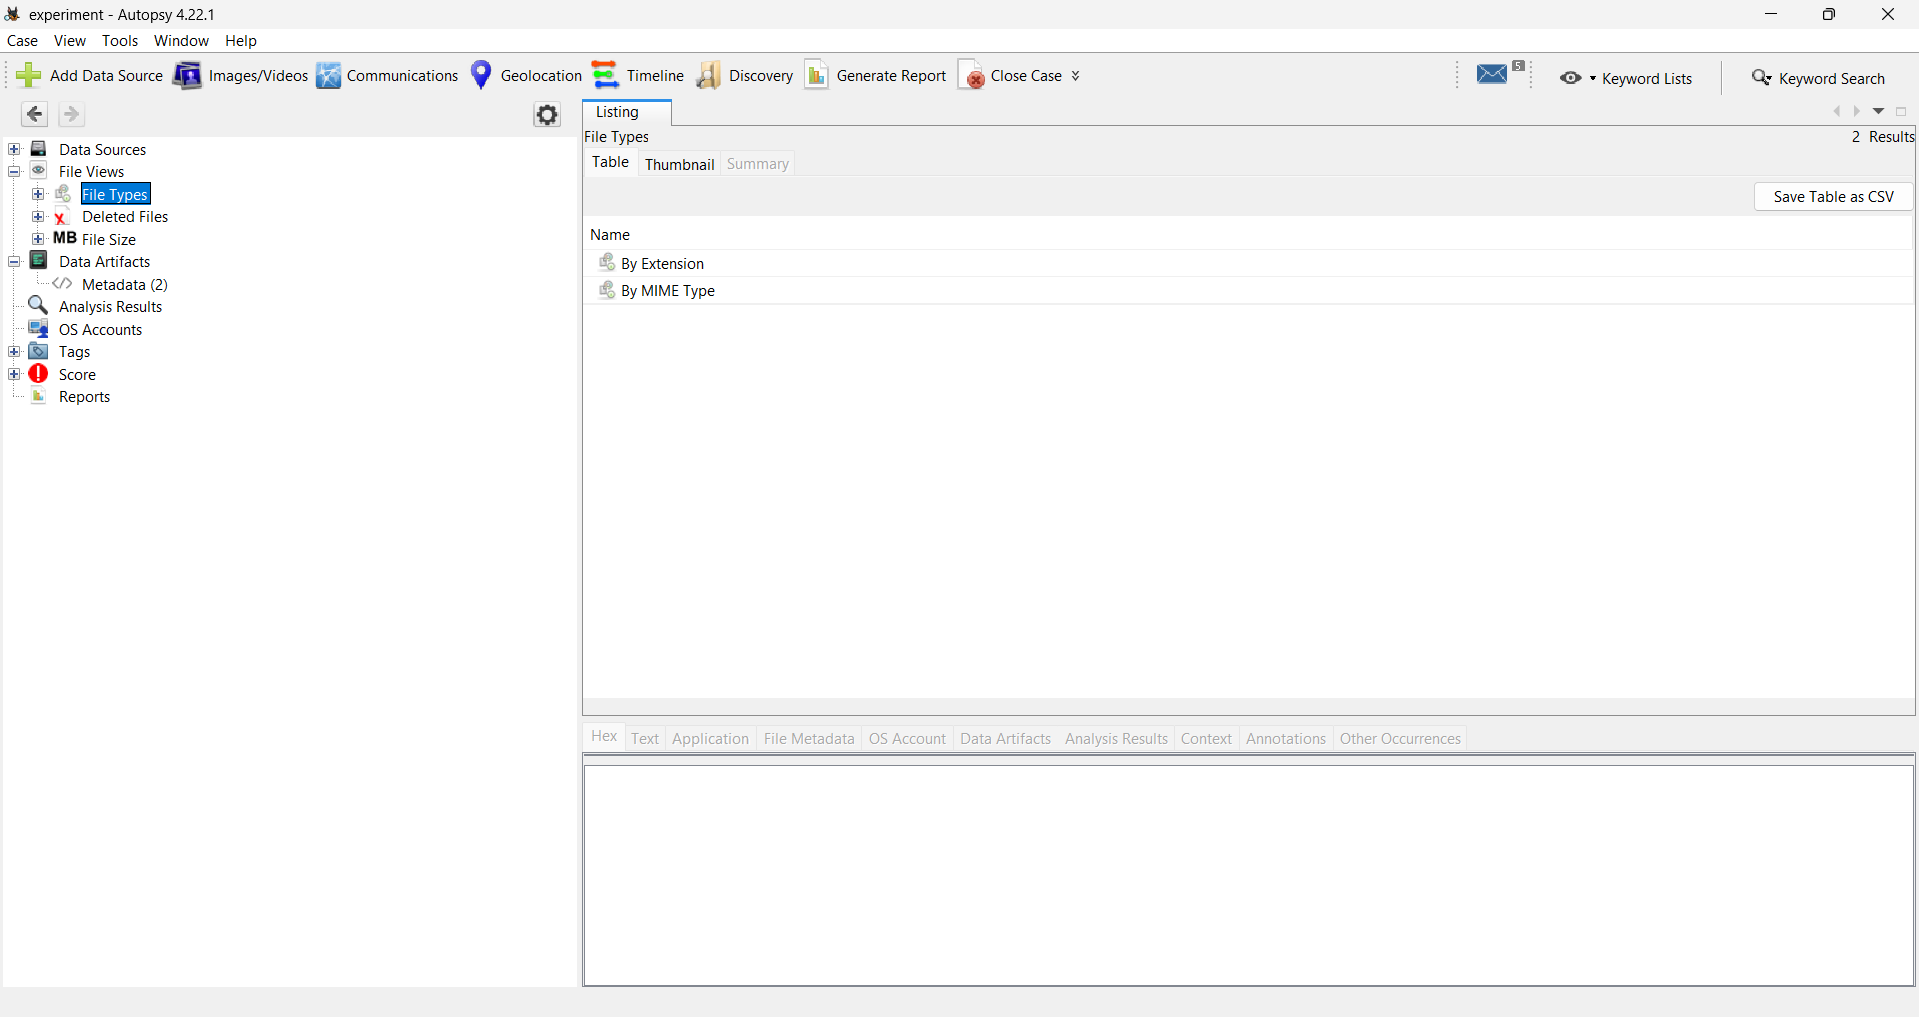 experiment - Autopsy 4.22.1
Case View Tools Window Help
Add Data Source Images/Videos Communications Geolocation Timeline Discovery Generate Report Close Case 5 Keyword Lists Keyword Search
Listing
File Types 2 Results
Table Thumbnail Summary
Save Table as CSV
Name
By Extension
By MIME Type
Data Sources
File Views
File Types
Deleted Files
MB File Size
Data Artifacts
Metadata (2)
Analysis Results
OS Accounts
Tags
Score
Reports
Hex Text Application File Metadata OS Account Data Artifacts Analysis Results Context Annotations Other Occurrences